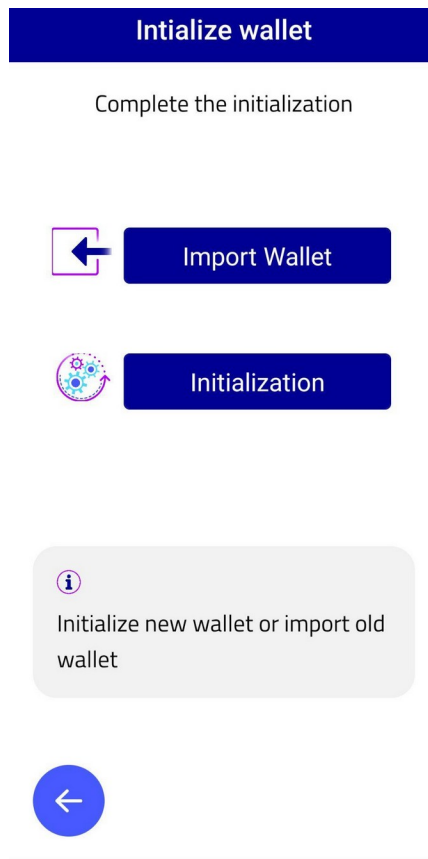 Intialize wallet
Complete the initialization
Import Wallet
Initialization
i
Initialize new wallet or import old
wallet